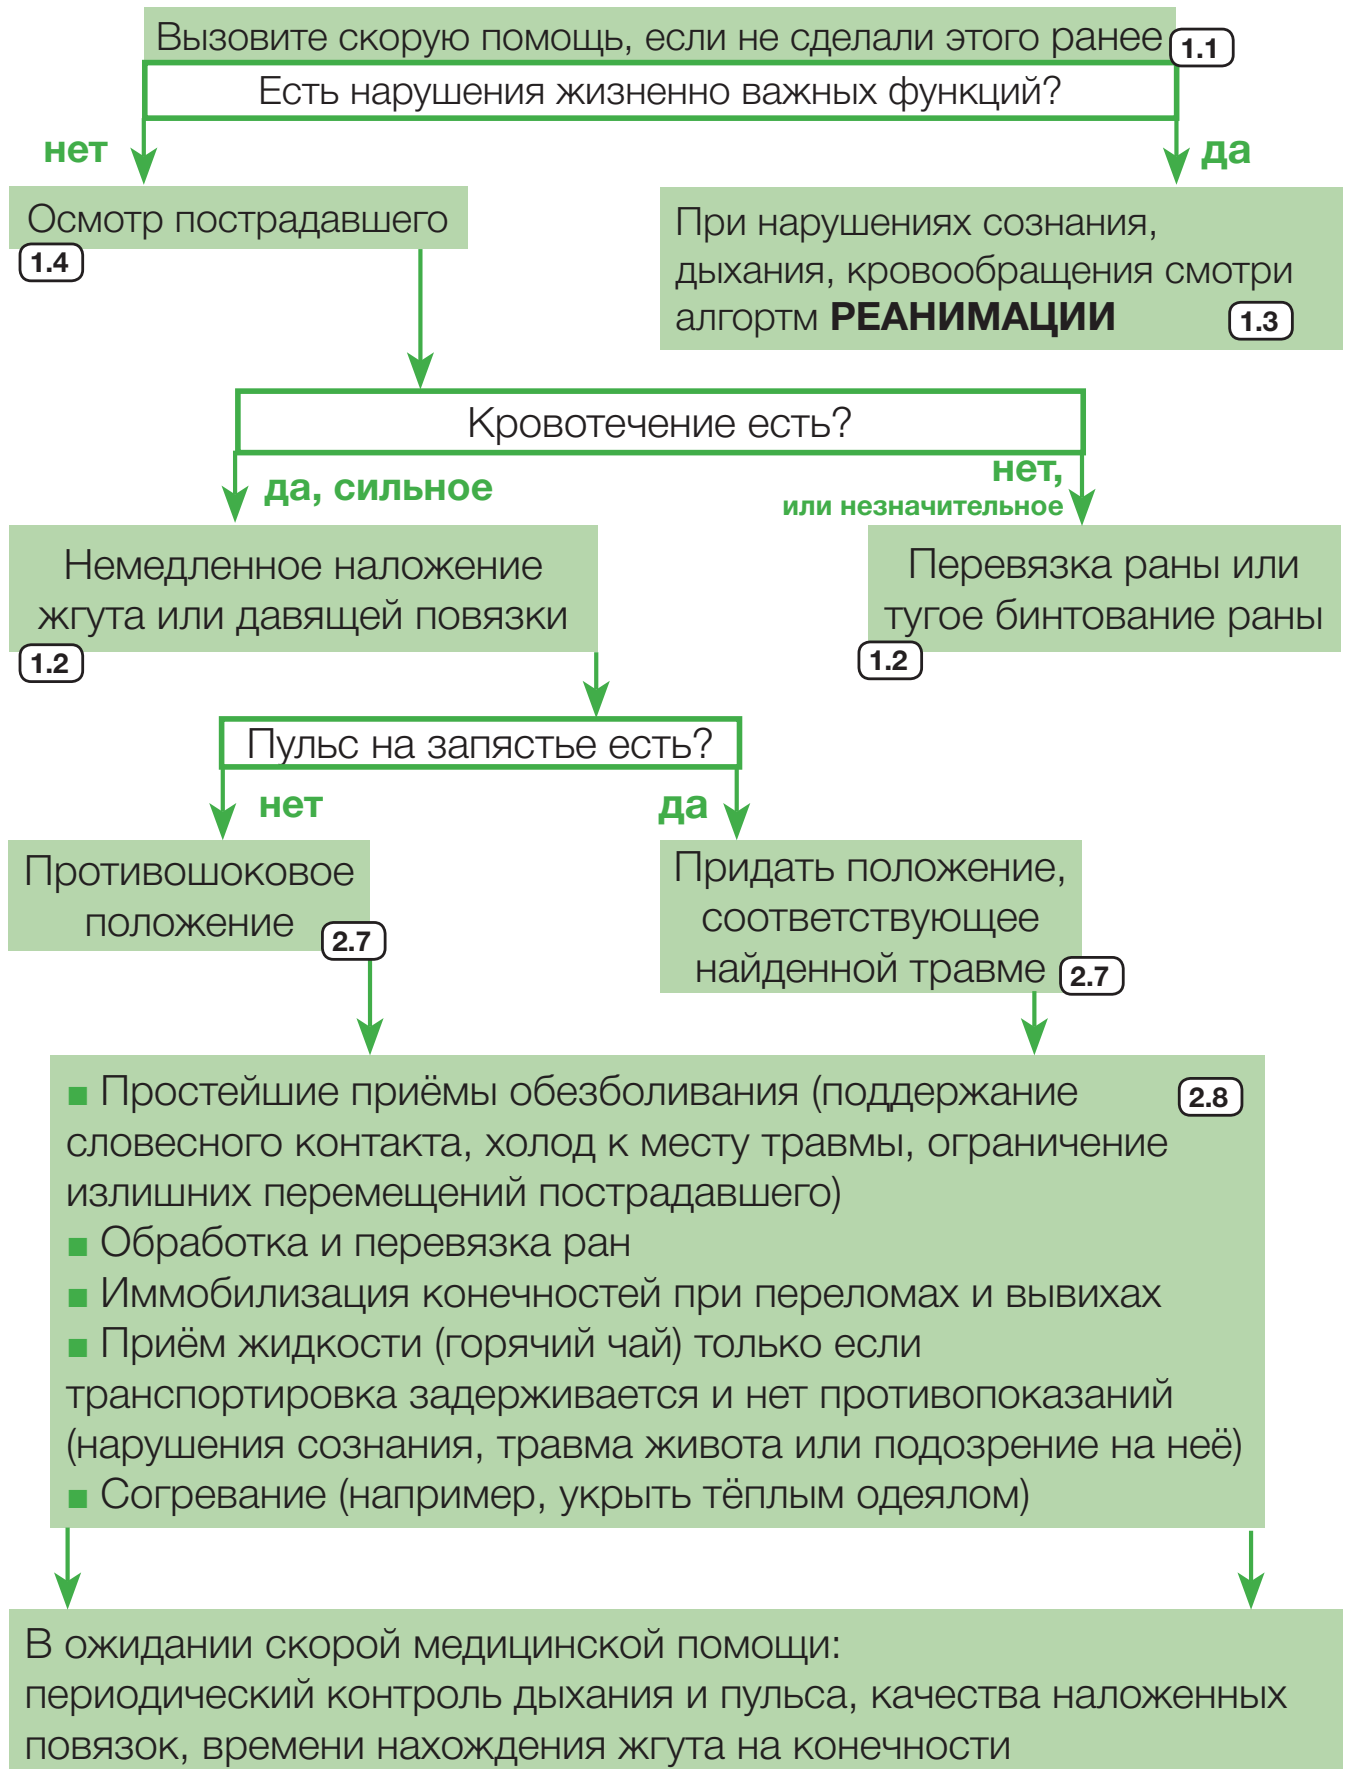 Вызовите скорую помощь, если не сделали этого ранее 1.1
Есть нарушения жизненно важных функций?
нет
да
Осмотр пострадавшего
1.4
При нарушениях сознания,
дыхания, кровообращения смотри
алгортм РЕАНИМАЦИИ 1.3
Кровотечение есть?
да, сильное
нет,
или незначительное
Немедленное наложение
жгута или давящей повязки
1.2
Перевязка раны или
тугое бинтование раны
1.2
Пульс на запястье есть?
нет
да
Противошоковое
положение 2.7
Придать положение,
соответствующее
найденной травме 2.7
■ Простейшие приёмы обезболивания (поддержание 2.8
словесного контакта, холод к месту травмы, ограничение
излишних перемещений пострадавшего)
■ Обработка и перевязка ран
■ Иммобилизация конечностей при переломах и вывихах
■ Приём жидкости (горячий чай) только если
транспортировка задерживается и нет противопоказаний
(нарушения сознания, травма живота или подозрение на неё)
■ Согревание (например, укрыть тёплым одеялом)
В ожидании скорой медицинской помощи:
периодический контроль дыхания и пульса, качества наложенных
повязок, времени нахождения жгута на конечности